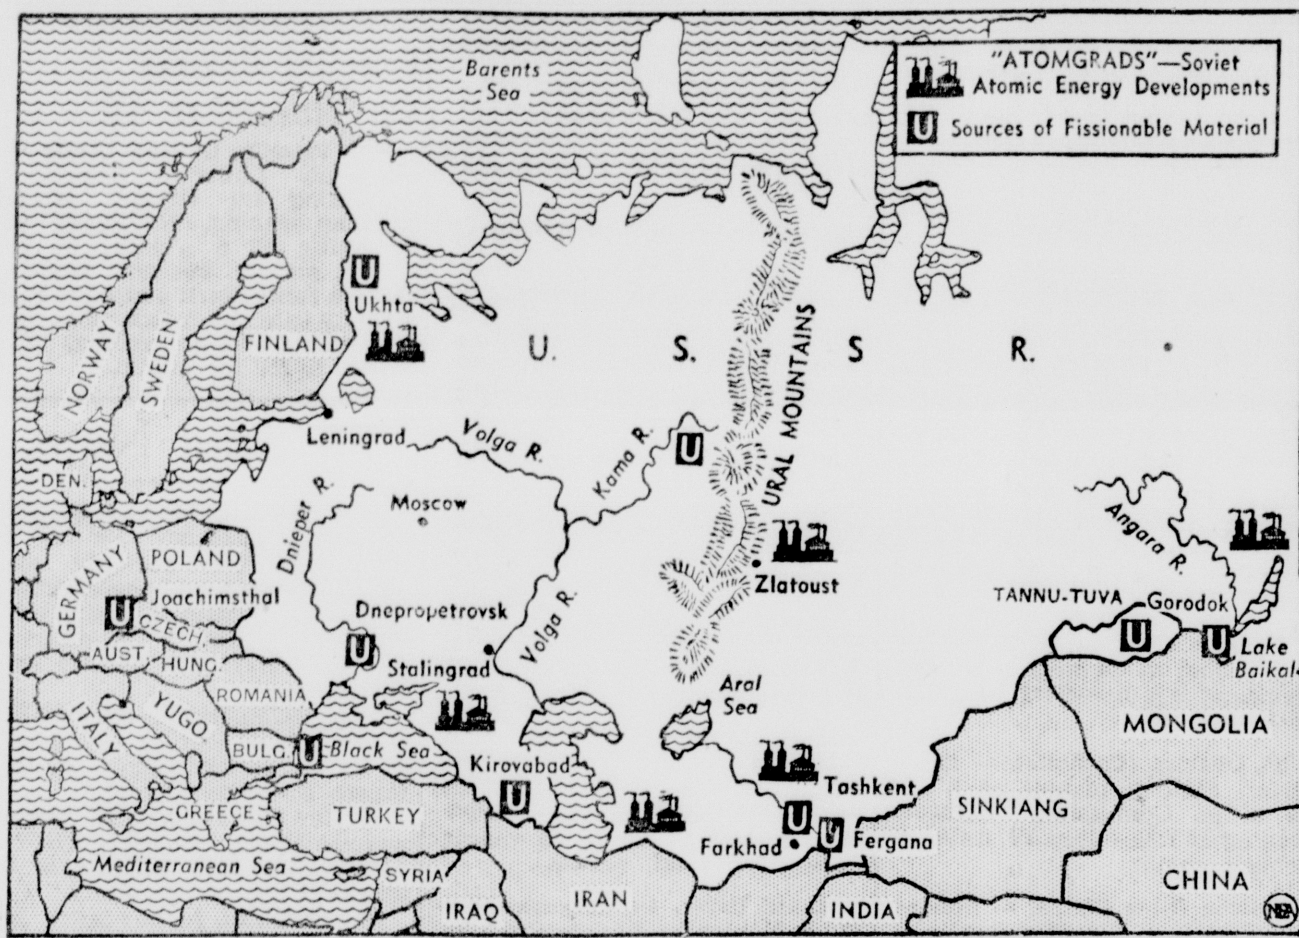 "ATOMGRADS"—Soviet
Atomic Energy Developments
U Sources of Fissionable Material
Barents
Sea
U
Ukhta
NORWAY
SWEDEN
FINLAND
U. S. S R.
URAL MOUNTAINS
Leningrad
Volga R.
Kama R.
U
DEN.
Dnieper R.
Moscow
Angara R.
GERMANY
POLAND
Joachimsthal
U
CZECH.
Dnepropetrovsk
Volga R.
Zlatoust
TANNU-TUVA
Gorodok
U
U
Lake
Baikal
AUST.
HUNG.
U
Stalingrad
ROMANIA
Aral
Sea
ITALY
YUGO.
MONGOLIA
BULG.
U
Black Sea
Kirovabad
U
Tashkent
SINKIANG
GREECE
TURKEY
U
U
Farkhad
Fergana
Mediterranean Sea
SYRIA
IRAQ
IRAN
INDIA
CHINA
NEA